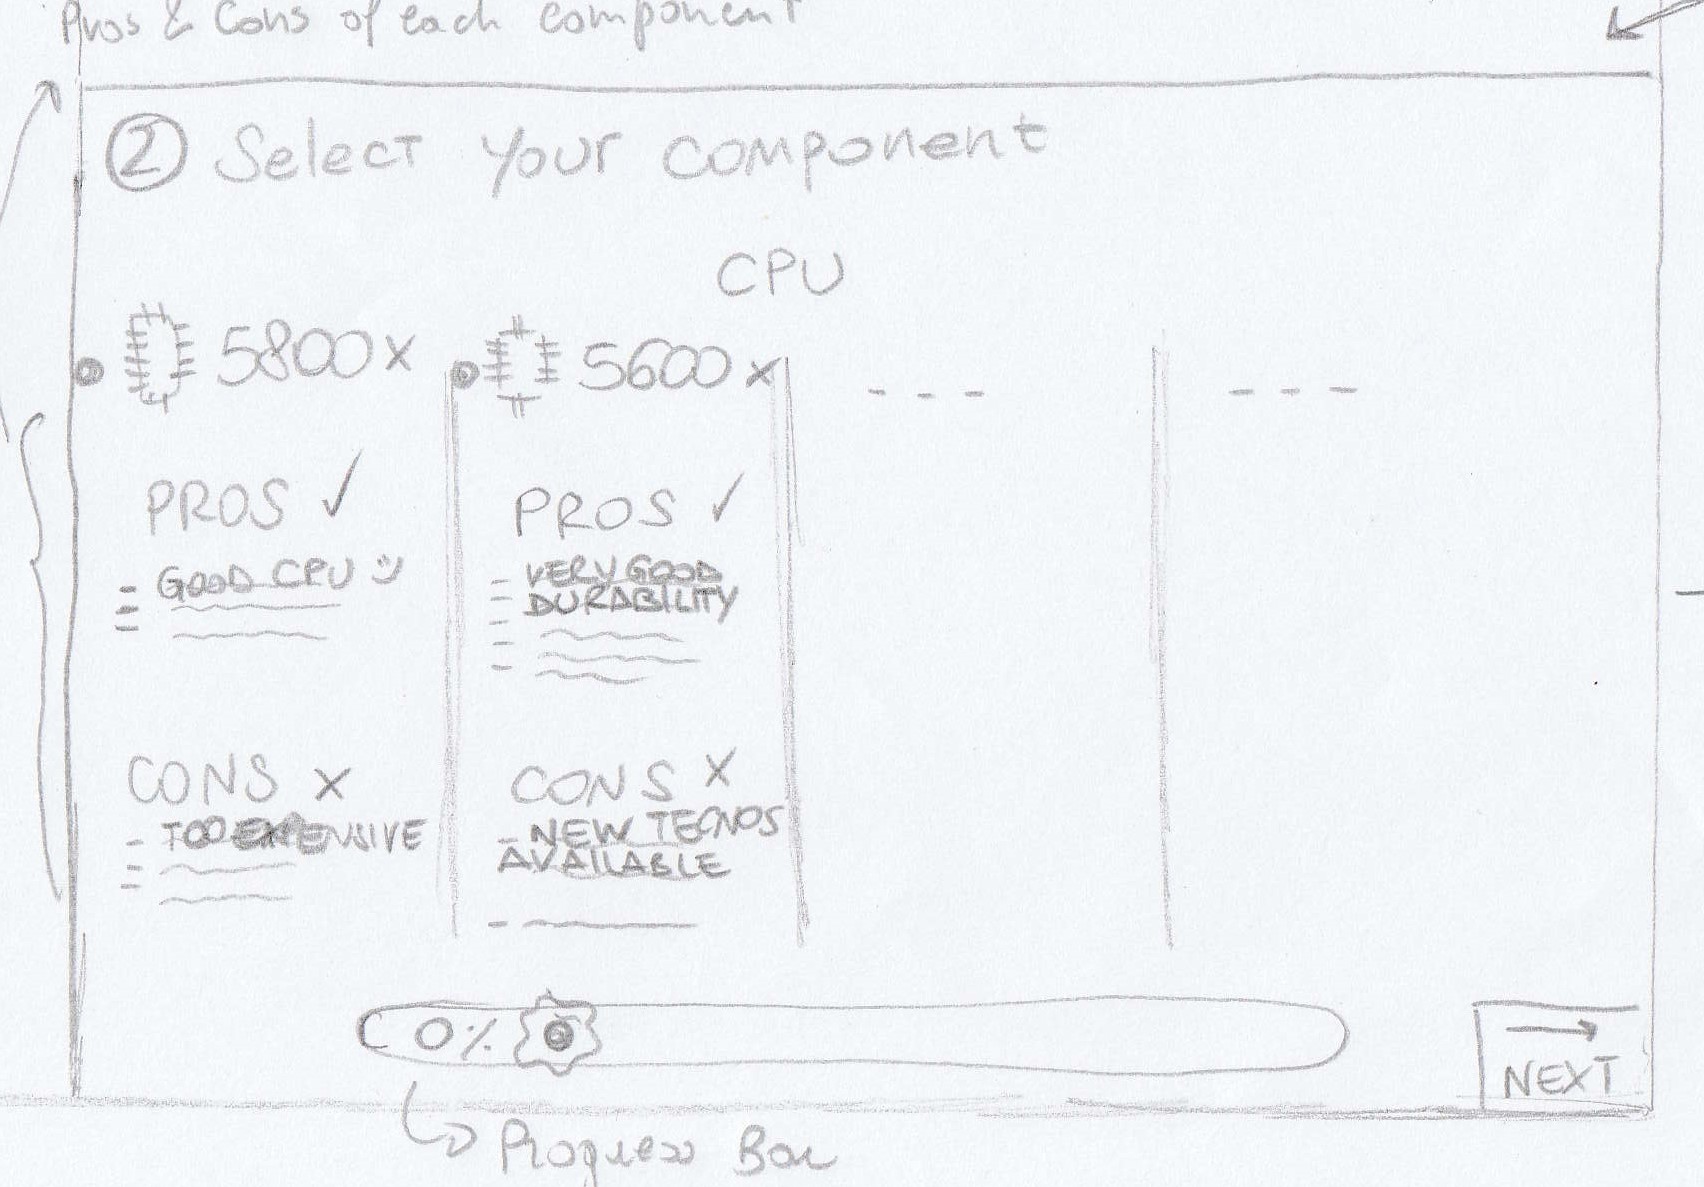 Pros & Cons of each component
② Select your component
CPU
5800x
5600x
- - -
- - -
PROS ✓
- GOOD CPU
CONS x
- TOO EXPENSIVE
PROS ✓
- VERY GOOD
DURABILITY
CONS x
- NEW TECNOS
AVAILABLE
0%
→
NEXT
Progress Bar